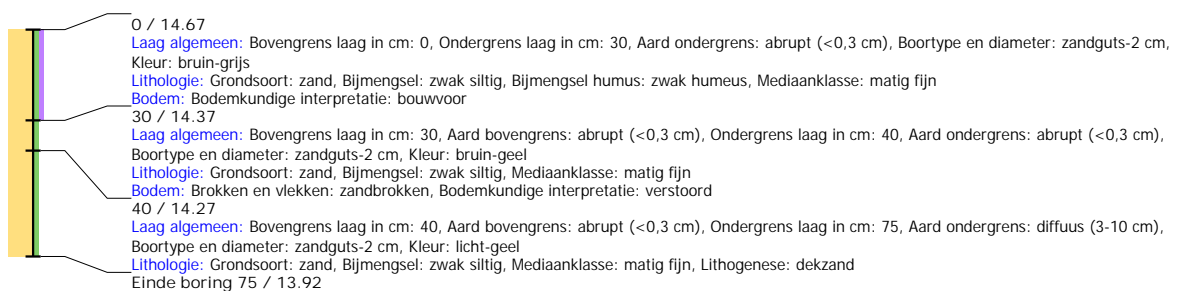 0 / 14.67
Laag algemeen: Bovengrens laag in cm: 0, Ondergrens laag in cm: 30, Aard ondergrens: abrupt (<0,3 cm), Boortype en diameter: zandguts-2 cm,
Kleur: bruin-grijs
Lithologie: Grondsoort: zand, Bijmengsel: zwak siltig, Bijmengsel humus: zwak humeus, Mediaanklasse: matig fijn
Bodem: Bodemkundige interpretatie: bouwvoor
30 / 14.37
Laag algemeen: Bovengrens laag in cm: 30, Aard bovengrens: abrupt (<0,3 cm), Ondergrens laag in cm: 40, Aard ondergrens: abrupt (<0,3 cm),
Boortype en diameter: zandguts-2 cm, Kleur: bruin-geel
Lithologie: Grondsoort: zand, Bijmengsel: zwak siltig, Mediaanklasse: matig fijn
Bodem: Brokken en vlekken: zandbrokken, Bodemkundige interpretatie: verstoord
40 / 14.27
Laag algemeen: Bovengrens laag in cm: 40, Aard bovengrens: abrupt (<0,3 cm), Ondergrens laag in cm: 75, Aard ondergrens: diffuus (3-10 cm),
Boortype en diameter: zandguts-2 cm, Kleur: licht-geel
Lithologie: Grondsoort: zand, Bijmengsel: zwak siltig, Mediaanklasse: matig fijn, Lithogenese: dekzand
Einde boring 75 / 13.92